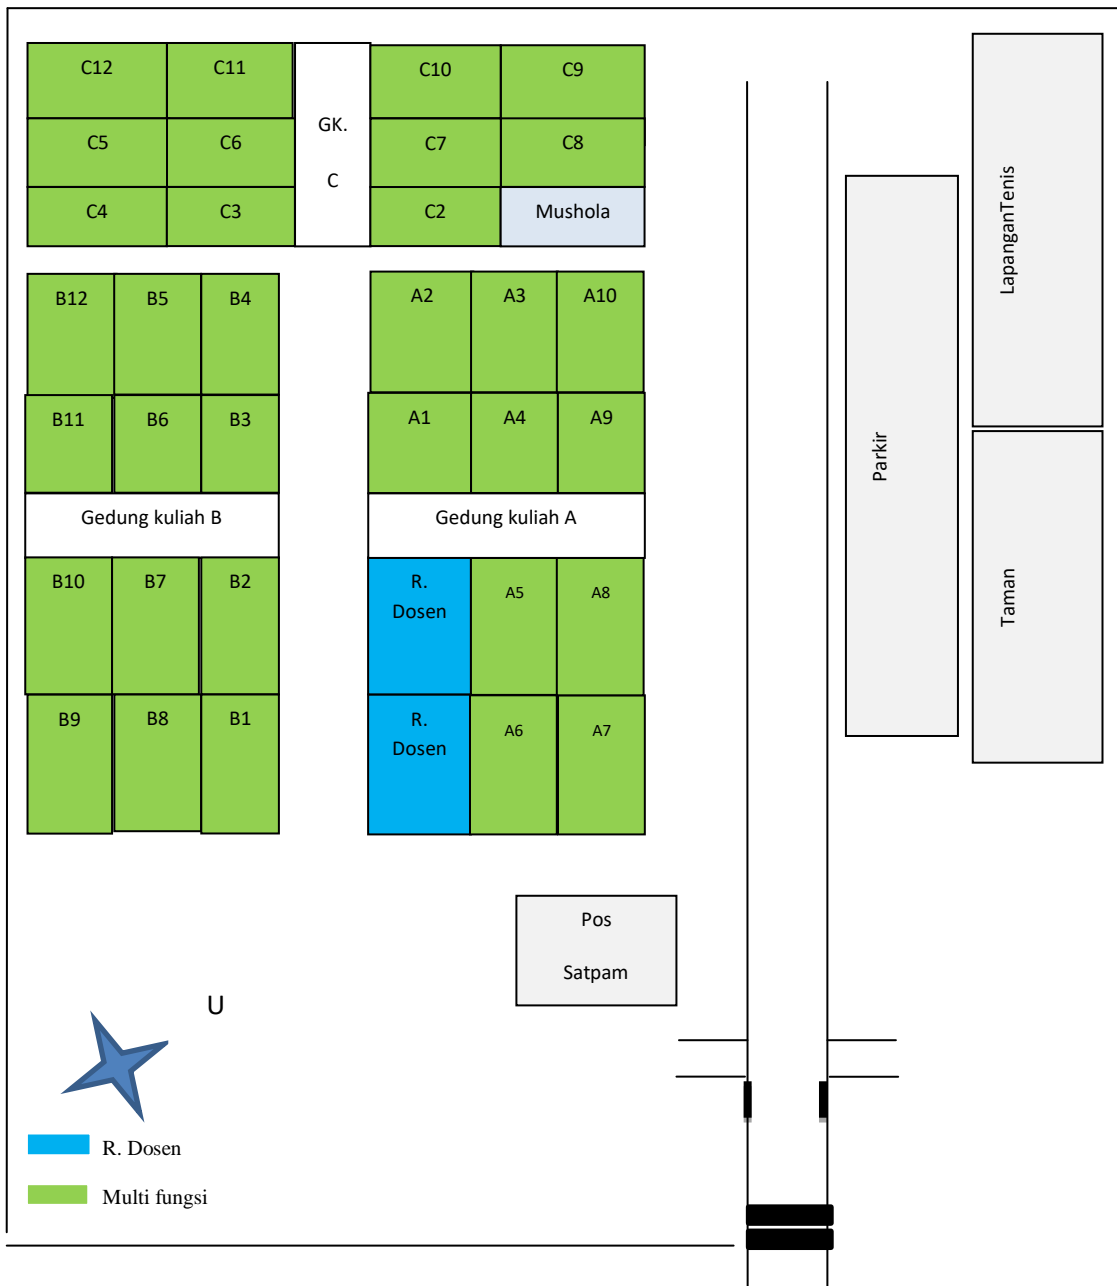 C12 C11 GK. C10 C9
C5 C6 C C7 C8
C4 C3 C2 Mushola
B12 B5 B4 A2 A3 A10
B11 B6 B3 A1 A4 A9
Gedung kuliah B Gedung kuliah A
B10 B7 B2 R. A5 A8
Dosen
B9 B8 B1 R. A6 A7
Dosen
LapanganTenis
Parkir
Taman
Pos
Satpam
U
R. Dosen
Multi fungsi